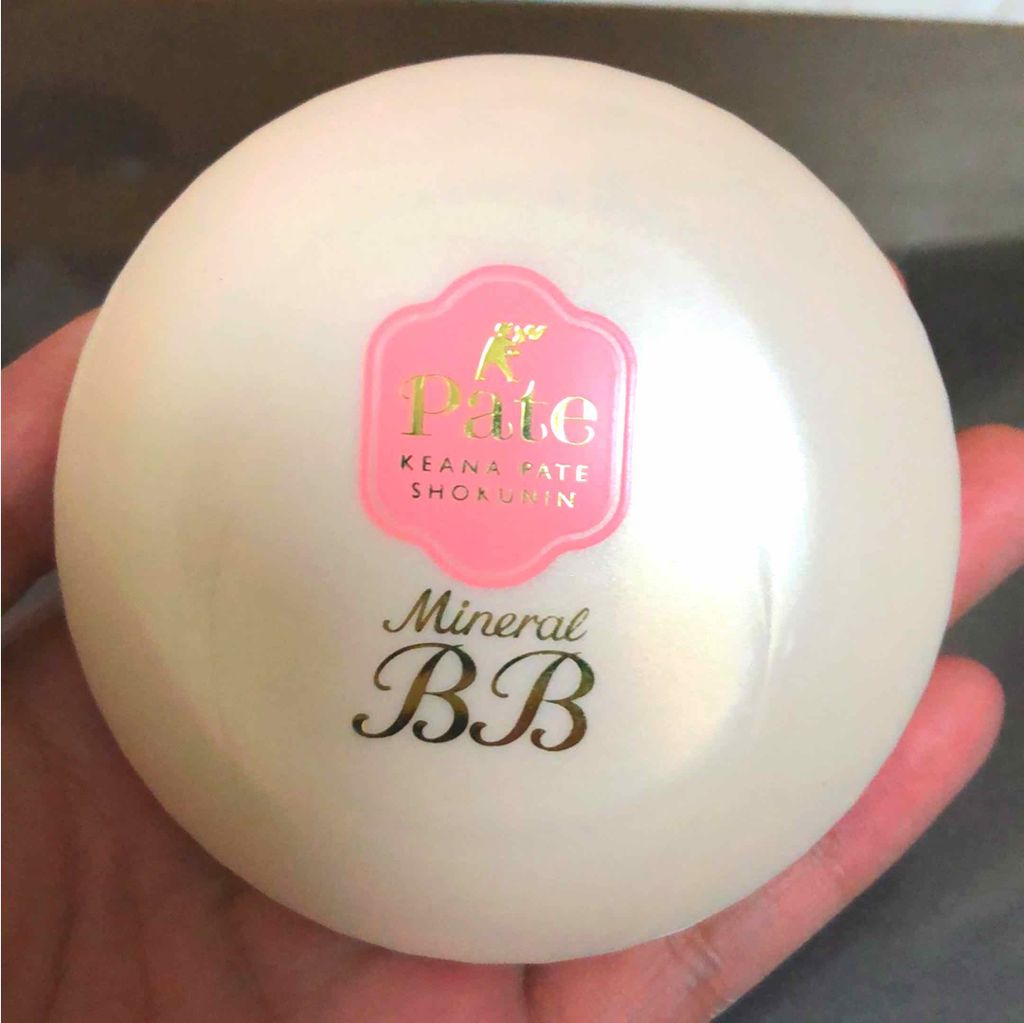 Pate
KEANA PATE
SHOKUNIN
Mineral
BB